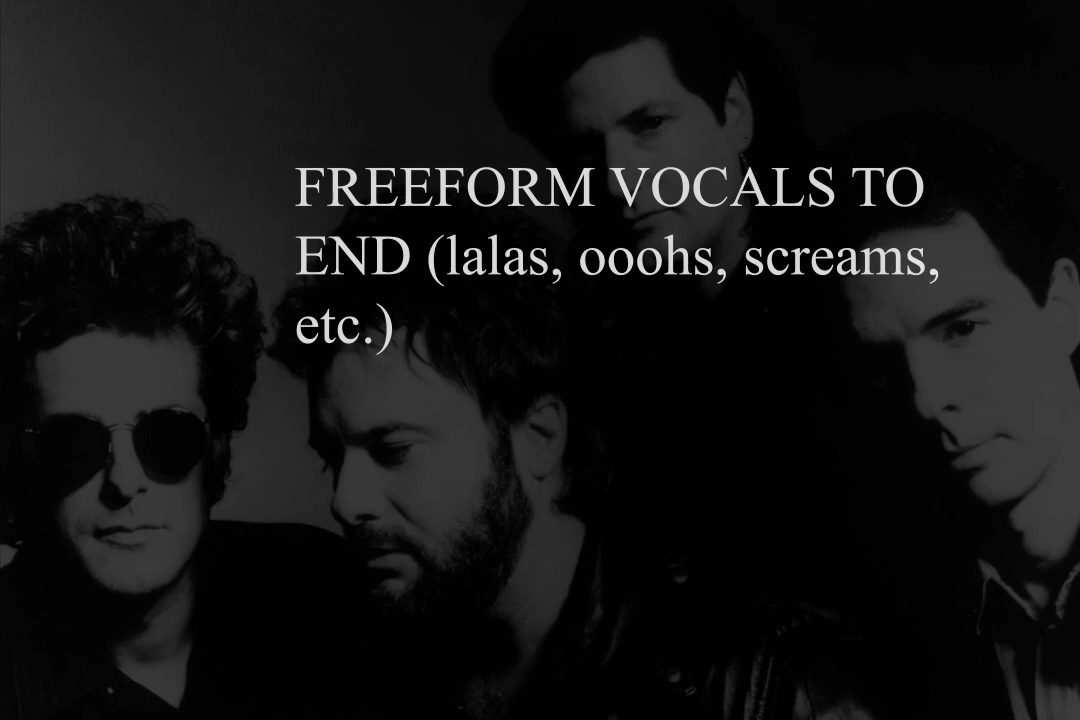 FREEFORM VOCALS TO
END (lalas, ooohs, screams,
etc.)